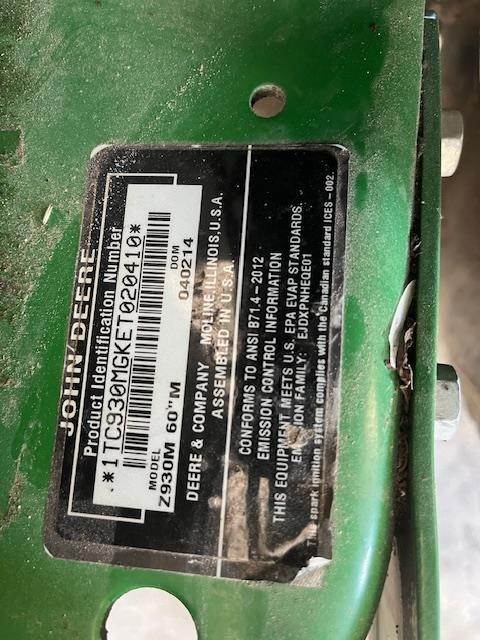 JOHN DEERE
Product Identification Number
*1TC930MGKET020410*
MODEL DOM
Z930M 60"M 040214
DEERE & COMPANY MOLINE, ILLINOIS, U.S.A.
ASSEMBLED IN U.S.A.
CONFORMS TO ANSI B71.4-2012
EMISSION CONTROL INFORMATION
THIS EQUIPMENT MEETS U.S. EPA EVAP STANDARDS.
EMISSION FAMILY: EJDXPNHEQE01
This spark ignition system complies with the Canadian standard ICES-002.